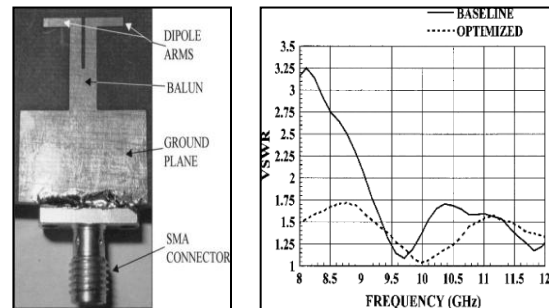 DIPOLE
ARMS
BALUN
GROUND
PLANE
SMA
CONNECTOR
BASELINE
OPTIMIZED
3.5
3.25
3
2.75
2.5
2.25
2
1.75
1.5
1.25
1
VSWR
8 8.5 9 9.5 10 10.5 11 11.5 12
FREQUENCY (GHz)